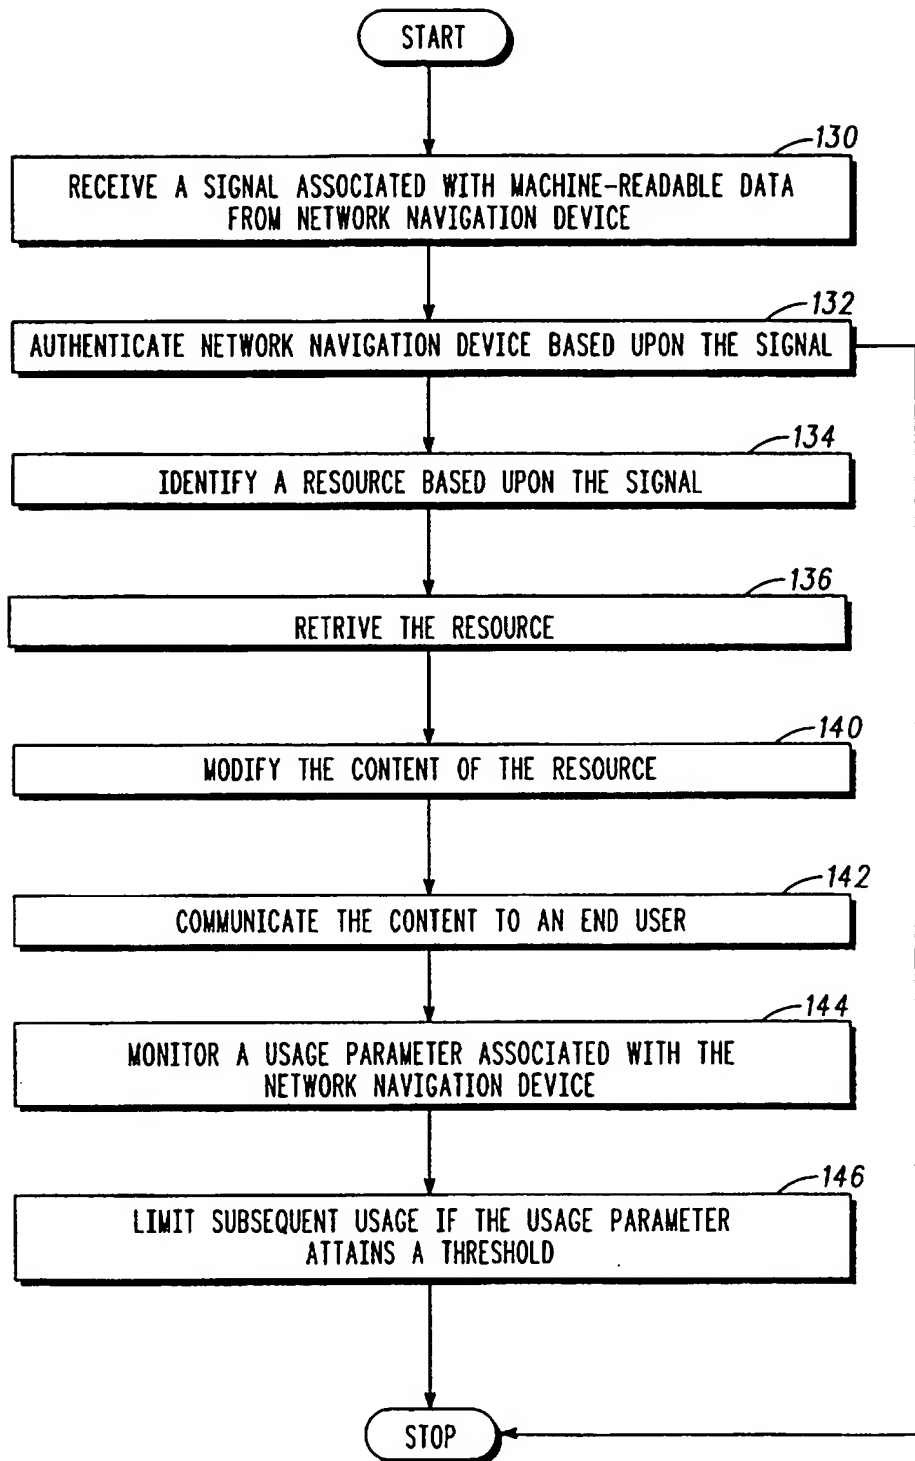 START
130
RECEIVE A SIGNAL ASSOCIATED WITH MACHINE-READABLE DATA
FROM NETWORK NAVIGATION DEVICE
132
AUTHENTICATE NETWORK NAVIGATION DEVICE BASED UPON THE SIGNAL
134
IDENTIFY A RESOURCE BASED UPON THE SIGNAL
136
RETRIVE THE RESOURCE
140
MODIFY THE CONTENT OF THE RESOURCE
142
COMMUNICATE THE CONTENT TO AN END USER
144
MONITOR A USAGE PARAMETER ASSOCIATED WITH THE
NETWORK NAVIGATION DEVICE
146
LIMIT SUBSEQUENT USAGE IF THE USAGE PARAMETER
ATTAINS A THRESHOLD
STOP